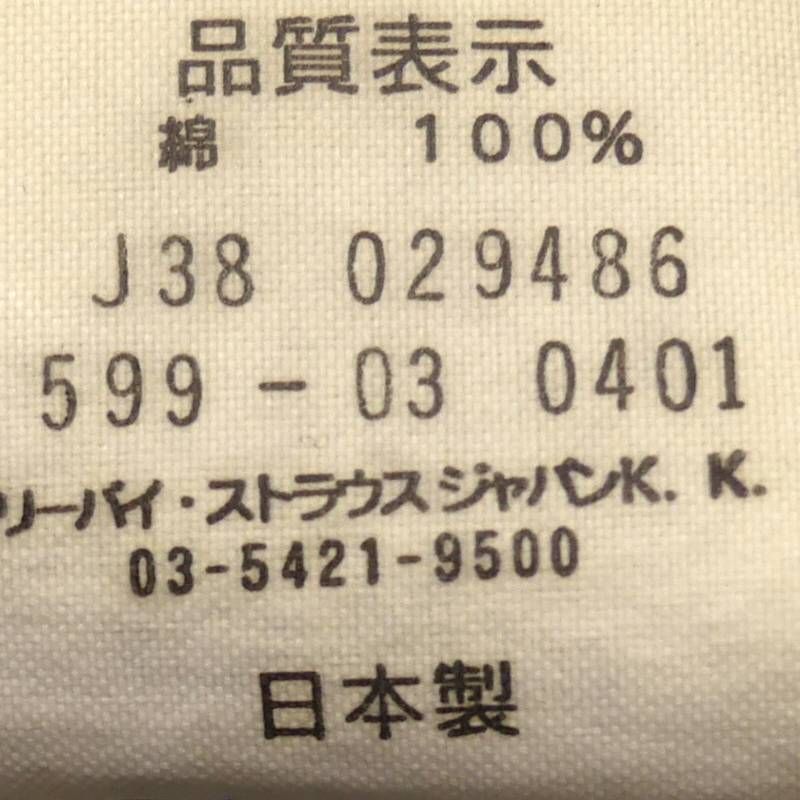 品質表示
綿 100%
J38 029486
599-03 0401
リーバイ・ストラウス ジャパンK. K.
03-5421-9500
日本製